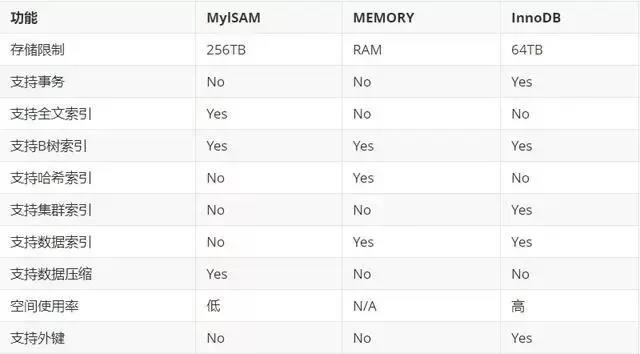 功能 MylSAM MEMORY InnoDB
存储限制 256TB RAM 64TB
支持事务 No No Yes
支持全文索引 Yes No No
支持B树索引 Yes Yes Yes
支持哈希索引 No Yes No
支持集群索引 No No Yes
支持数据索引 No Yes Yes
支持数据压缩 Yes No No
空间使用率 低 N/A 高
支持外键 No No Yes